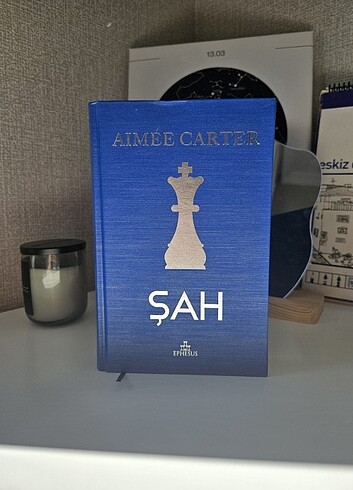 13.03
AIMÉE CARTER
eskiz
ŞAH
EPHESUS